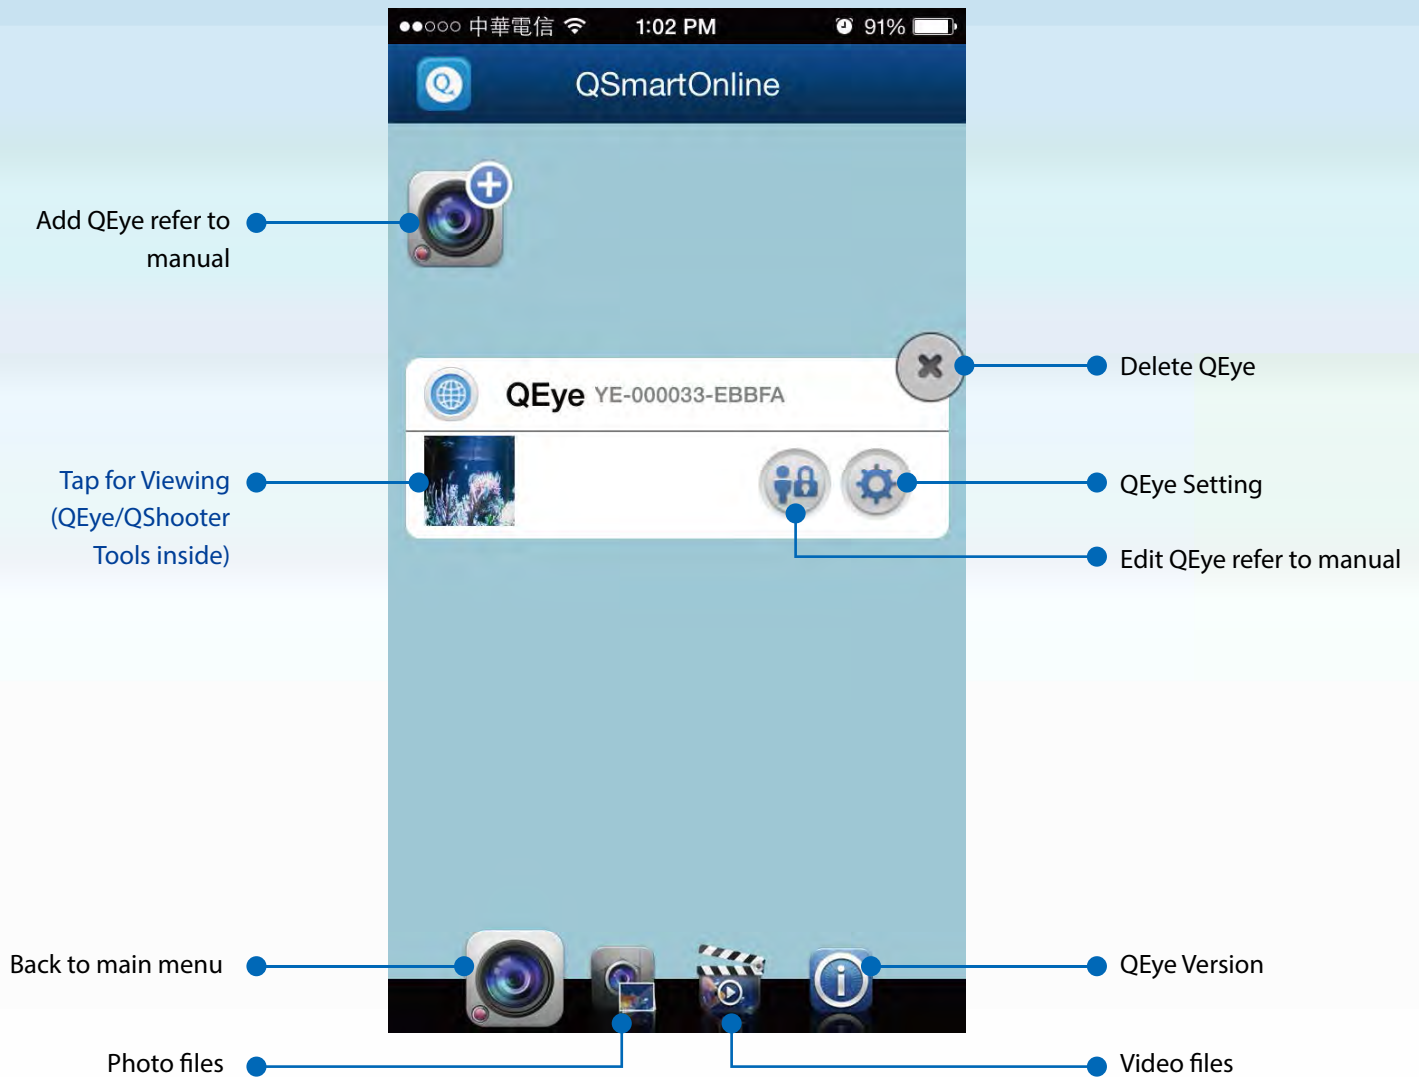 中華電信 1:02 PM 91%
QSmartOnline
Add QEye refer to
manual
Delete QEye
QEye YE-000033-EBBFA
Tap for Viewing
(QEye/QShooter
Tools inside)
QEye Setting
Edit QEye refer to manual
Back to main menu
QEye Version
Photo files
Video files